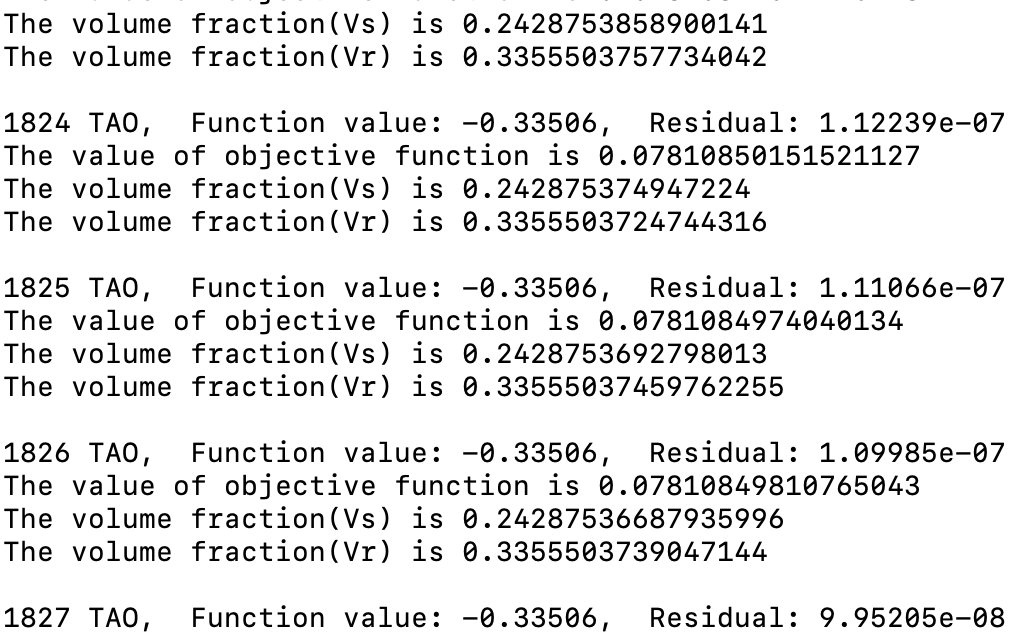 The volume fraction(Vs) is 0.2428753858900141
The volume fraction(Vr) is 0.3355503757734042
1824 TAO,  Function value: -0.33506,  Residual: 1.12239e-07
The value of objective function is 0.07810850151521127
The volume fraction(Vs) is 0.242875374947224
The volume fraction(Vr) is 0.3355503724744316
1825 TAO,  Function value: -0.33506,  Residual: 1.11066e-07
The value of objective function is 0.0781084974040134
The volume fraction(Vs) is 0.2428753692798013
The volume fraction(Vr) is 0.33555037459762255
1826 TAO,  Function value: -0.33506,  Residual: 1.09985e-07
The value of objective function is 0.07810849810765043
The volume fraction(Vs) is 0.24287536687935996
The volume fraction(Vr) is 0.3355503739047144
1827 TAO,  Function value: -0.33506,  Residual: 9.95205e-08